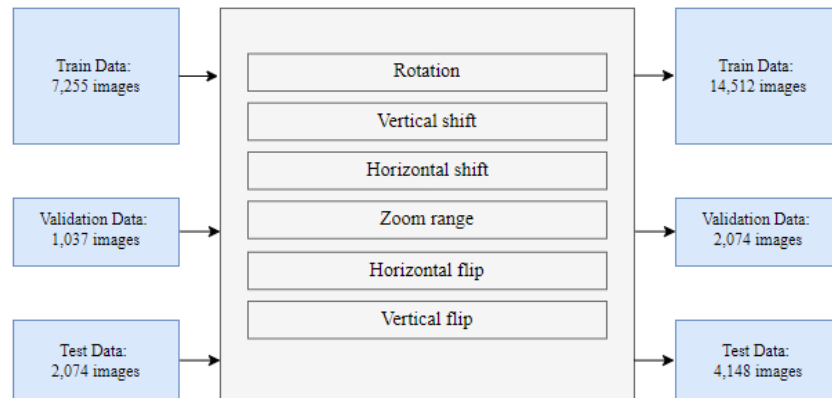 Train Data:
7,255 images
Rotation
Train Data:
14,512 images
Vertical shift
Horizontal shift
Validation Data:
1,037 images
Zoom range
Validation Data:
2,074 images
Horizontal flip
Vertical flip
Test Data:
2,074 images
Test Data:
4,148 images